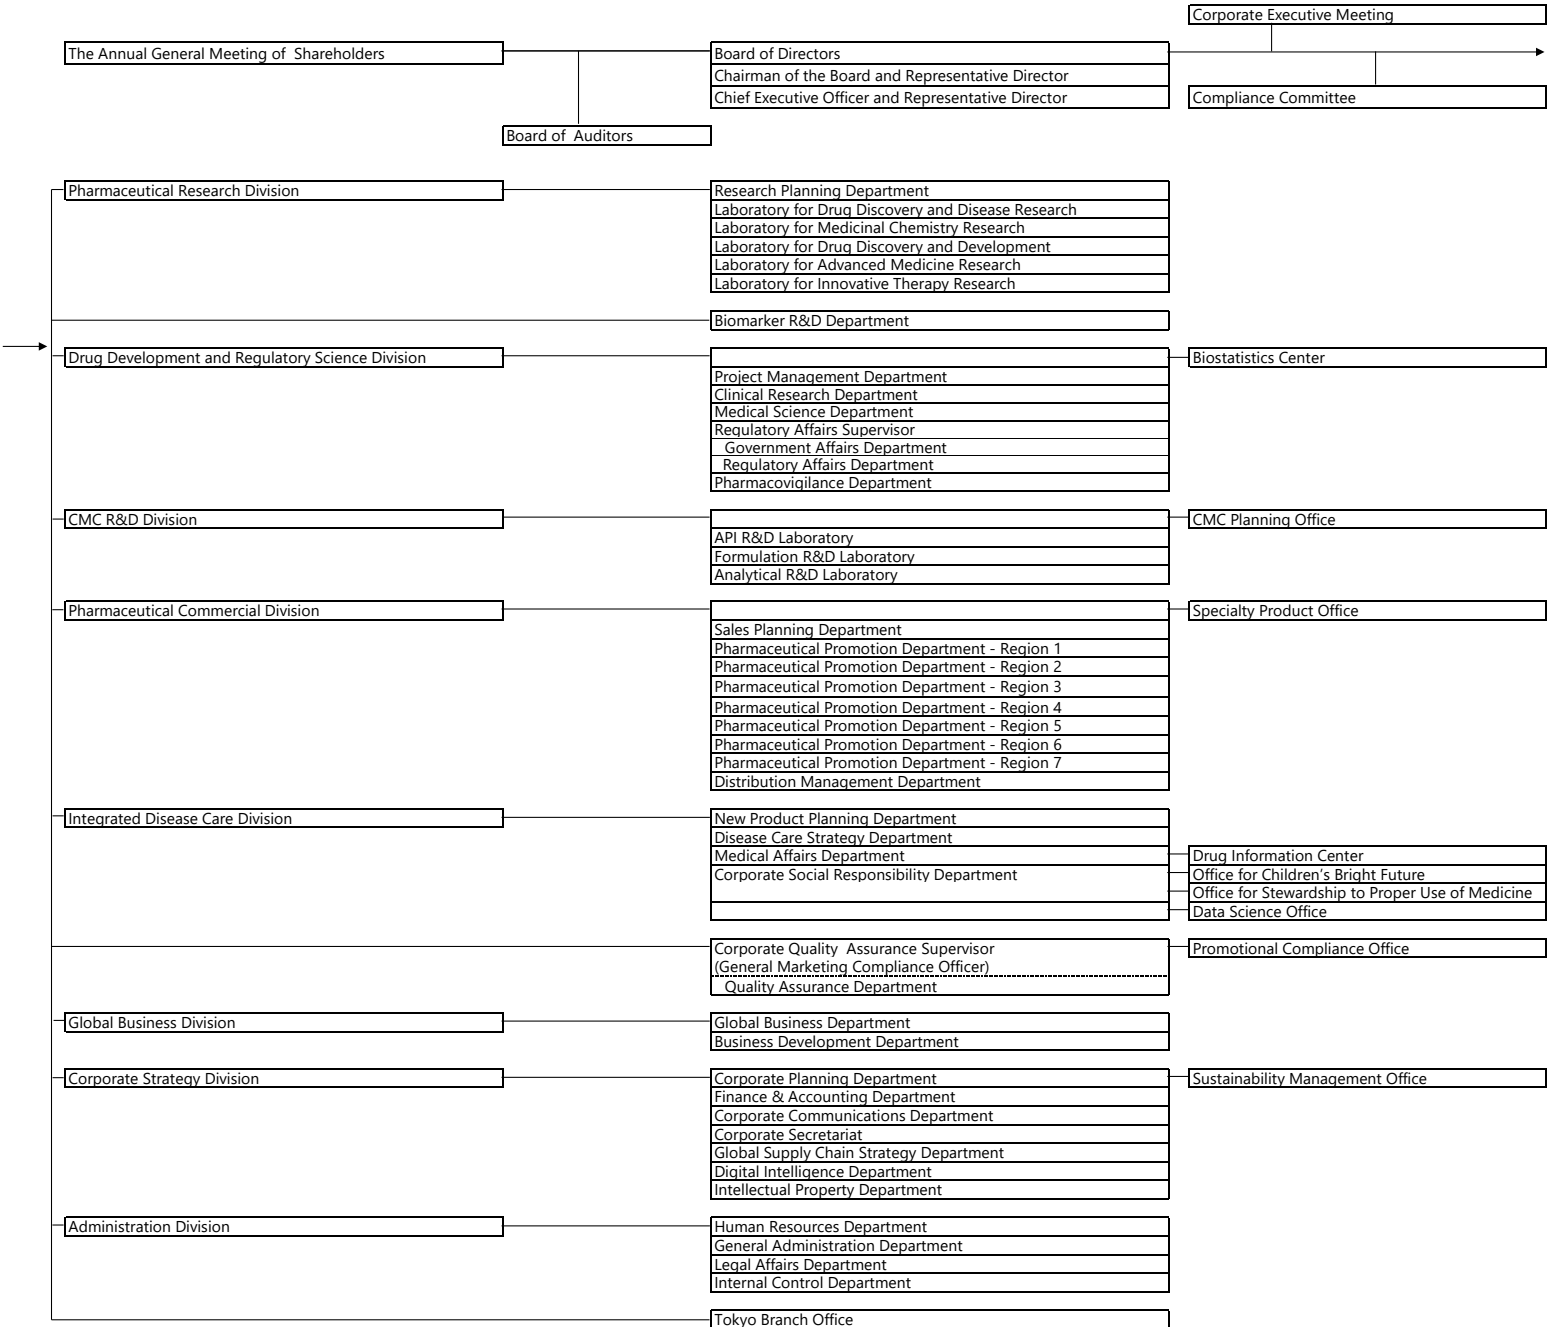 Corporate Executive Meeting
The Annual General Meeting of Shareholders
Board of Directors
Chairman of the Board and Representative Director
Chief Executive Officer and Representative Director
Compliance Committee
Board of Auditors
Pharmaceutical Research Division
Research Planning Department
Laboratory for Drug Discovery and Disease Research
Laboratory for Medicinal Chemistry Research
Laboratory for Drug Discovery and Development
Laboratory for Advanced Medicine Research
Laboratory for Innovative Therapy Research
Biomarker R&D Department
Drug Development and Regulatory Science Division
Biostatistics Center
Project Management Department
Clinical Research Department
Medical Science Department
Regulatory Affairs Supervisor
Government Affairs Department
Regulatory Affairs Department
Pharmacovigilance Department
CMC R&D Division
CMC Planning Office
API R&D Laboratory
Formulation R&D Laboratory
Analytical R&D Laboratory
Pharmaceutical Commercial Division
Specialty Product Office
Sales Planning Department
Pharmaceutical Promotion Department - Region 1
Pharmaceutical Promotion Department - Region 2
Pharmaceutical Promotion Department - Region 3
Pharmaceutical Promotion Department - Region 4
Pharmaceutical Promotion Department - Region 5
Pharmaceutical Promotion Department - Region 6
Pharmaceutical Promotion Department - Region 7
Distribution Management Department
Integrated Disease Care Division
New Product Planning Department
Disease Care Strategy Department
Medical Affairs Department
Drug Information Center
Corporate Social Responsibility Department
Office for Children's Bright Future
Office for Stewardship to Proper Use of Medicine
Data Science Office
Corporate Quality Assurance Supervisor
(General Marketing Compliance Officer)
Promotional Compliance Office
Quality Assurance Department
Global Business Division
Global Business Department
Business Development Department
Corporate Strategy Division
Corporate Planning Department
Sustainability Management Office
Finance & Accounting Department
Corporate Communications Department
Corporate Secretariat
Global Supply Chain Strategy Department
Digital Intelligence Department
Intellectual Property Department
Administration Division
Human Resources Department
General Administration Department
Legal Affairs Department
Internal Control Department
Tokyo Branch Office